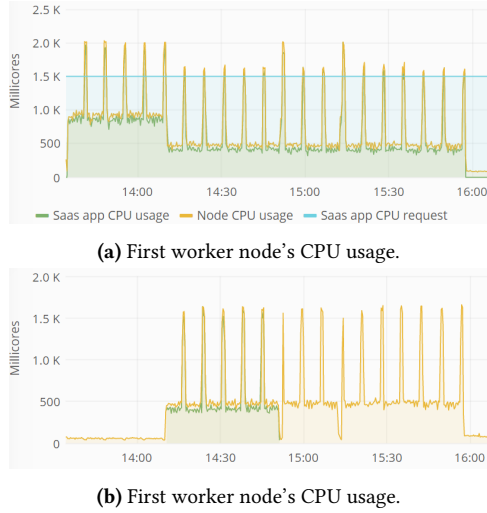 2.5 K
2.0 K
1.5 K
1.0 K
500
0
Millicores
14:00 14:30 15:00 15:30 16:00
Saas app CPU usage Node CPU usage Saas app CPU request
(a) First worker node's CPU usage.
2.0 K
1.5 K
1.0 K
500
0
Millicores
14:00 14:30 15:00 15:30 16:00
(b) First worker node's CPU usage.